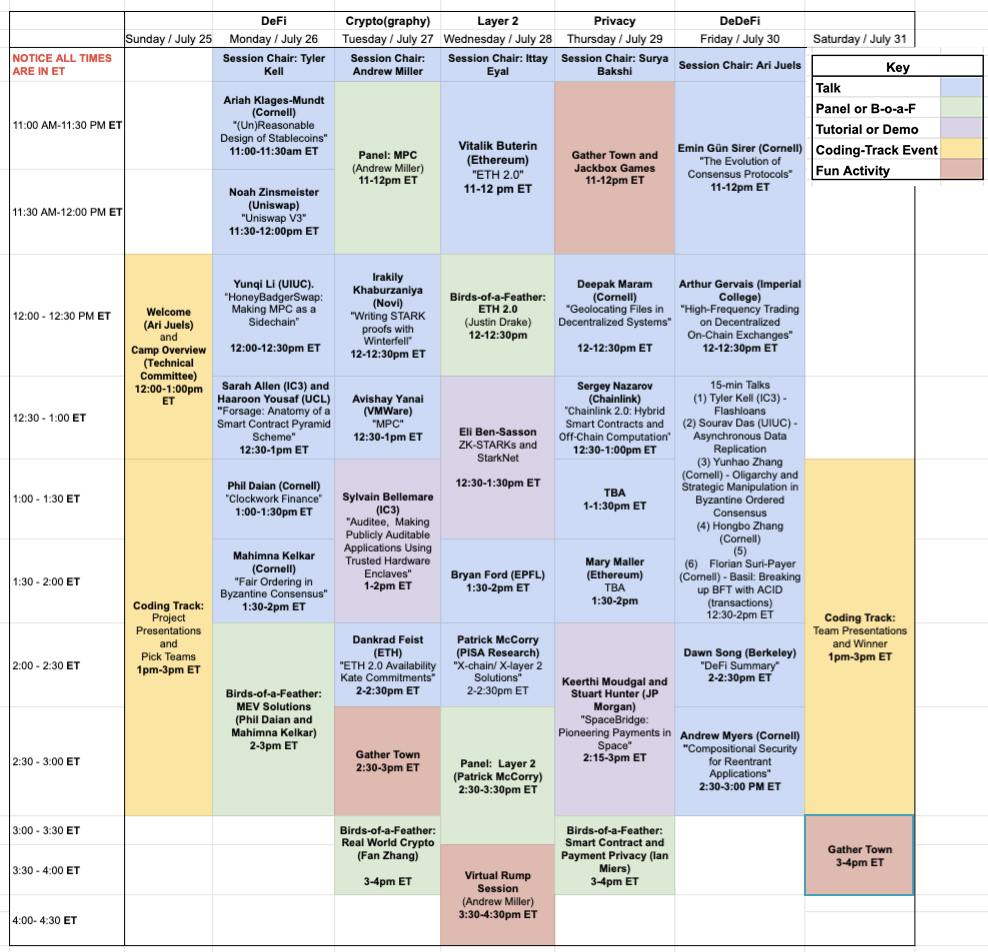 DeFi
Crypto(graphy)
Layer 2
Privacy
DeDeFi
Sunday / July 25
Monday / July 26
Tuesday / July 27
Wednesday / July 28
Thursday / July 29
Friday / July 30
Saturday / July 31
NOTICE ALL TIMES
ARE IN ET
Session Chair: Tyler
Kell
Session Chair:
Andrew Miller
Session Chair: Ittay
Eyal
Session Chair: Surya
Bakshi
Session Chair: Ari Juels
Key
Talk
Panel or B-o-a-F
Tutorial or Demo
Coding-Track Event
Fun Activity
11:00 AM-11:30 PM ET
Ariah Klages-Mundt
(Cornell)
"(Un)Reasonable
Design of Stablecoins"
11:00-11:30am ET
Panel: MPC
(Andrew Miller)
11-12pm ET
Vitalik Buterin
(Ethereum)
"ETH 2.0"
11-12 pm ET
Gather Town and
Jackbox Games
11-12pm ET
Emin Gün Sirer (Cornell)
"The Evolution of
Consensus Protocols"
11-12pm ET
11:30 AM-12:00 PM ET
Noah Zinsmeister
(Uniswap)
"Uniswap V3"
11:30-12:00pm ET
12:00 - 12:30 PM ET
Welcome
(Ari Juels)
and
Camp Overview
(Technical
Committee)
12:00-1:00pm
ET
Yunqi Li (UIUC).
"HoneyBadgerSwap:
Making MPC as a
Sidechain"
12:00-12:30pm ET
Irakliy
Khaburzaniya
(Novi)
"Writing STARK
proofs with
Winterfell"
12-12:30pm ET
Birds-of-a-Feather:
ETH 2.0
(Justin Drake)
12-12:30pm
Deepak Maram
(Cornell)
"Geolocating Files in
Decentralized Systems"
12-12:30pm ET
Arthur Gervais (Imperial
College)
"High-Frequency Trading
on Decentralized
On-Chain Exchanges"
12-12:30pm ET
12:30 - 1:00 ET
Sarah Allen (IC3) and
Haaroon Yousaf (UCL)
"Forsage: Anatomy of a
Smart Contract Pyramid
Scheme"
12:30-1pm ET
Avishay Yanai
(VMWare)
"MPC"
12:30-1pm ET
Eli Ben-Sasson
ZK-STARKs and
StarkNet
12:30-1:30pm ET
Sergey Nazarov
(Chainlink)
"Chainlink 2.0: Hybrid
Smart Contracts and
Off-Chain Computation"
12:30-1:00pm ET
15-min Talks
(1) Tyler Kell (IC3) -
Flashloans
(2) Sourav Das (UIUC) -
Asynchronous Data
Replication
(3) Yunhao Zhang
(Cornell) - Oligarchy and
Strategic Manipulation in
Byzantine Ordered
Consensus
(4) Hongbo Zhang
(Cornell)
(5)
(6) Florian Suri-Payer
(Cornell) - Basil: Breaking
up BFT with ACID
(transactions)
12:30-2pm ET
1:00 - 1:30 ET
Coding Track:
Project
Presentations
and
Pick Teams
1pm-3pm ET
Phil Daian (Cornell)
"Clockwork Finance"
1:00-1:30pm ET
Sylvain Bellemare
(IC3)
"Auditee, Making
Publicly Auditable
Applications Using
Trusted Hardware
Enclaves"
1-2pm ET
TBA
1-1:30pm ET
Coding Track:
Team Presentations
and Winner
1pm-3pm ET
1:30 - 2:00 ET
Mahimna Kelkar
(Cornell)
"Fair Ordering in
Byzantine Consensus"
1:30-2pm ET
Bryan Ford (EPFL)
1:30-2pm ET
Mary Maller
(Ethereum)
TBA
1:30-2pm
2:00 - 2:30 ET
Birds-of-a-Feather:
MEV Solutions
(Phil Daian and
Mahimna Kelkar)
2-3pm ET
Dankrad Feist
(ETH)
"ETH 2.0 Availability
Kate Commitments"
2-2:30pm ET
Patrick McCorry
(PISA Research)
"X-chain/ X-layer 2
Solutions"
2-2:30pm ET
Keerthi Moudgal and
Stuart Hunter (JP
Morgan)
"SpaceBridge:
Pioneering Payments in
Space"
2:15-3pm ET
Dawn Song (Berkeley)
"DeFi Summary"
2-2:30pm ET
2:30 - 3:00 ET
Gather Town
2:30-3pm ET
Panel: Layer 2
(Patrick McCorry)
2:30-3:30pm ET
Andrew Myers (Cornell)
"Compositional Security
for Reentrant
Applications"
2:30-3:00 PM ET
3:00 - 3:30 ET
Birds-of-a-Feather:
Real World Crypto
(Fan Zhang)
3-4pm ET
Birds-of-a-Feather:
Smart Contract and
Payment Privacy (Ian
Miers)
3-4pm ET
Gather Town
3-4pm ET
3:30 - 4:00 ET
Virtual Rump
Session
(Andrew Miller)
3:30-4:30pm ET
4:00- 4:30 ET